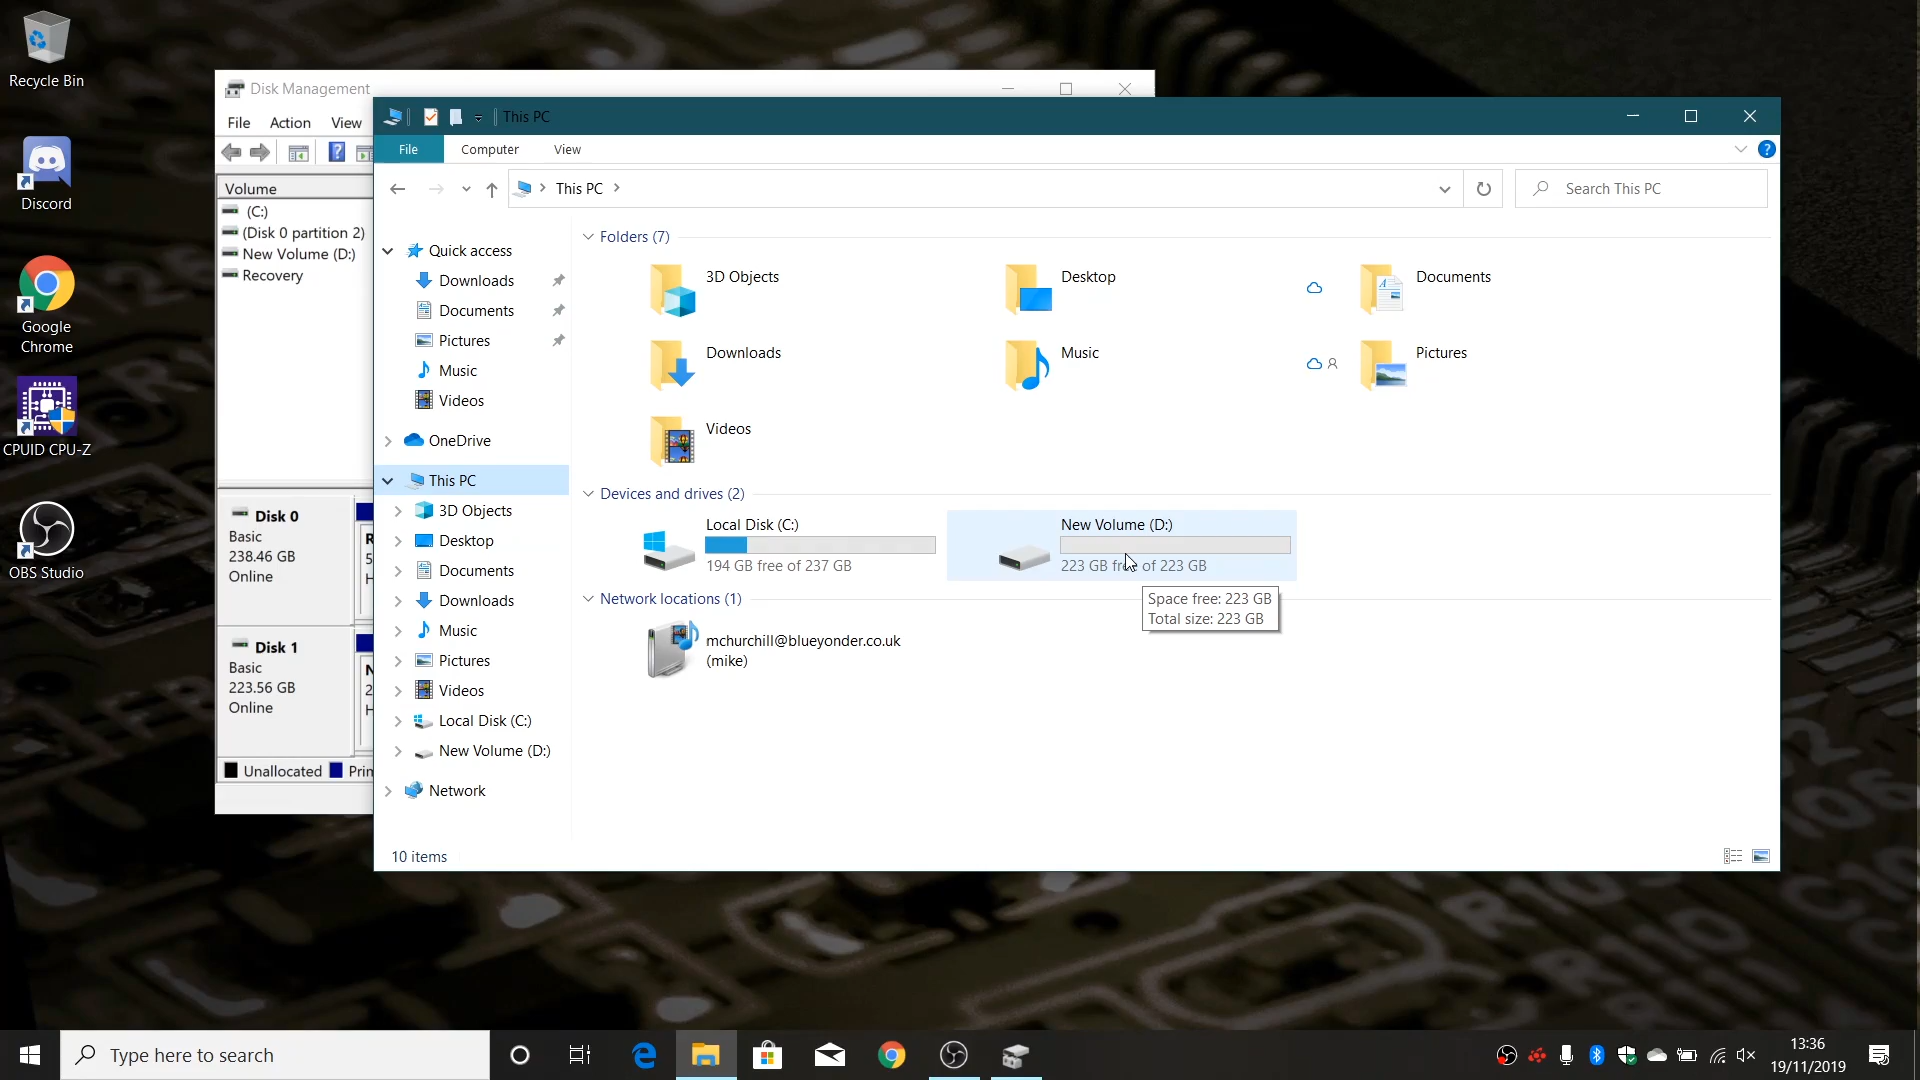 Recycle Bin
Discord
Google
Chrome
CPUID CPU-Z
OBS Studio
Disk Management
File Action View
Volume
(C:)
(Disk 0 partition 2)
New Volume (D:)
Recovery
Disk 0
Basic
238.46 GB
Online
Disk 1
Basic
223.56 GB
Online
Unallocated
This PC
File Computer View
This PC
Search This PC
Quick access
Downloads
Documents
Pictures
Music
Videos
OneDrive
This PC
3D Objects
Desktop
Documents
Downloads
Music
Pictures
Videos
Local Disk (C:)
New Volume (D:)
Network
Folders (7)
3D Objects
Desktop
Documents
Downloads
Music
Pictures
Videos
Devices and drives (2)
Local Disk (C:)
194 GB free of 237 GB
New Volume (D:)
223 GB free of 223 GB
Space free: 223 GB
Total size: 223 GB
Network locations (1)
mchurchill@blueyonder.co.uk
(mike)
10 items
Type here to search
13:36
19/11/2019